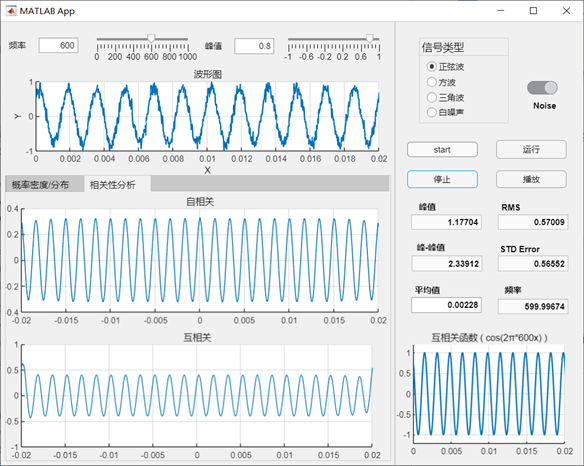 MATLAB App
频率 600 0 200 400 600 800 1000 峰值 0.8 -1 -0.6 -0.2 0.2 0.6 1
波形图
1
0
-1
Y
0 0.002 0.004 0.006 0.008 0.01 0.012 0.014 0.016 0.018 0.02
X
信号类型
正弦波
方波
三角波
白噪声
Noise
start 运行
停止 播放
概率密度/分布 相关性分析
自相关
0.4
0.2
0
-0.2
-0.4
-0.02 -0.015 -0.01 -0.005 0 0.005 0.01 0.015 0.02
峰值 RMS
1.17704 0.57009
峰-峰值 STD Error
2.33912 0.56552
平均值 频率
0.00228 599.99674
互相关
1
0.5
0
-0.5
-1
-0.02 -0.015 -0.01 -0.005 0 0.005 0.01 0.015 0.02
互相关函数 ( cos(2π*600x) )
1
0.5
0
-0.5
-1
0 0.005 0.01 0.015 0.02